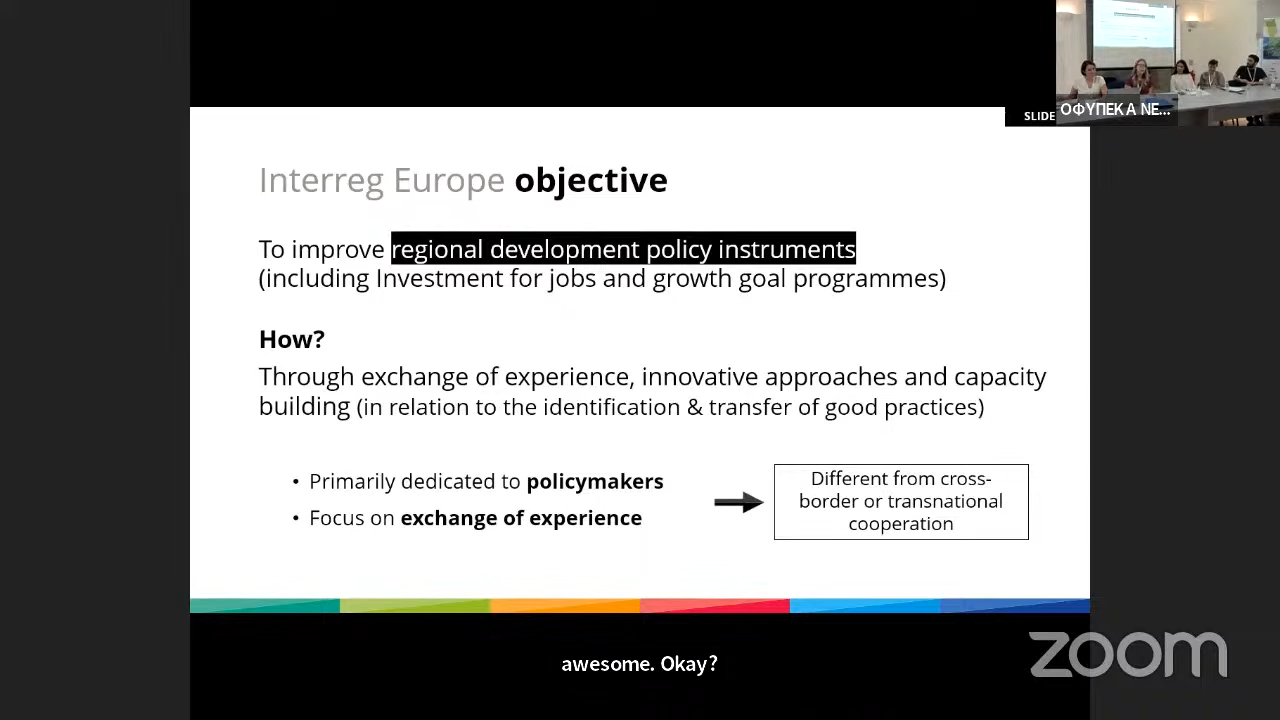 SLIDE
ΟΦΥΠΕΚΑ ΝΕ...
Interreg Europe objective
To improve regional development policy instruments
(including Investment for jobs and growth goal programmes)
How?
Through exchange of experience, innovative approaches and capacity
building (in relation to the identification & transfer of good practices)
• Primarily dedicated to policymakers
• Focus on exchange of experience
Different from cross-
border or transnational
cooperation
awesome. Okay?
zoom